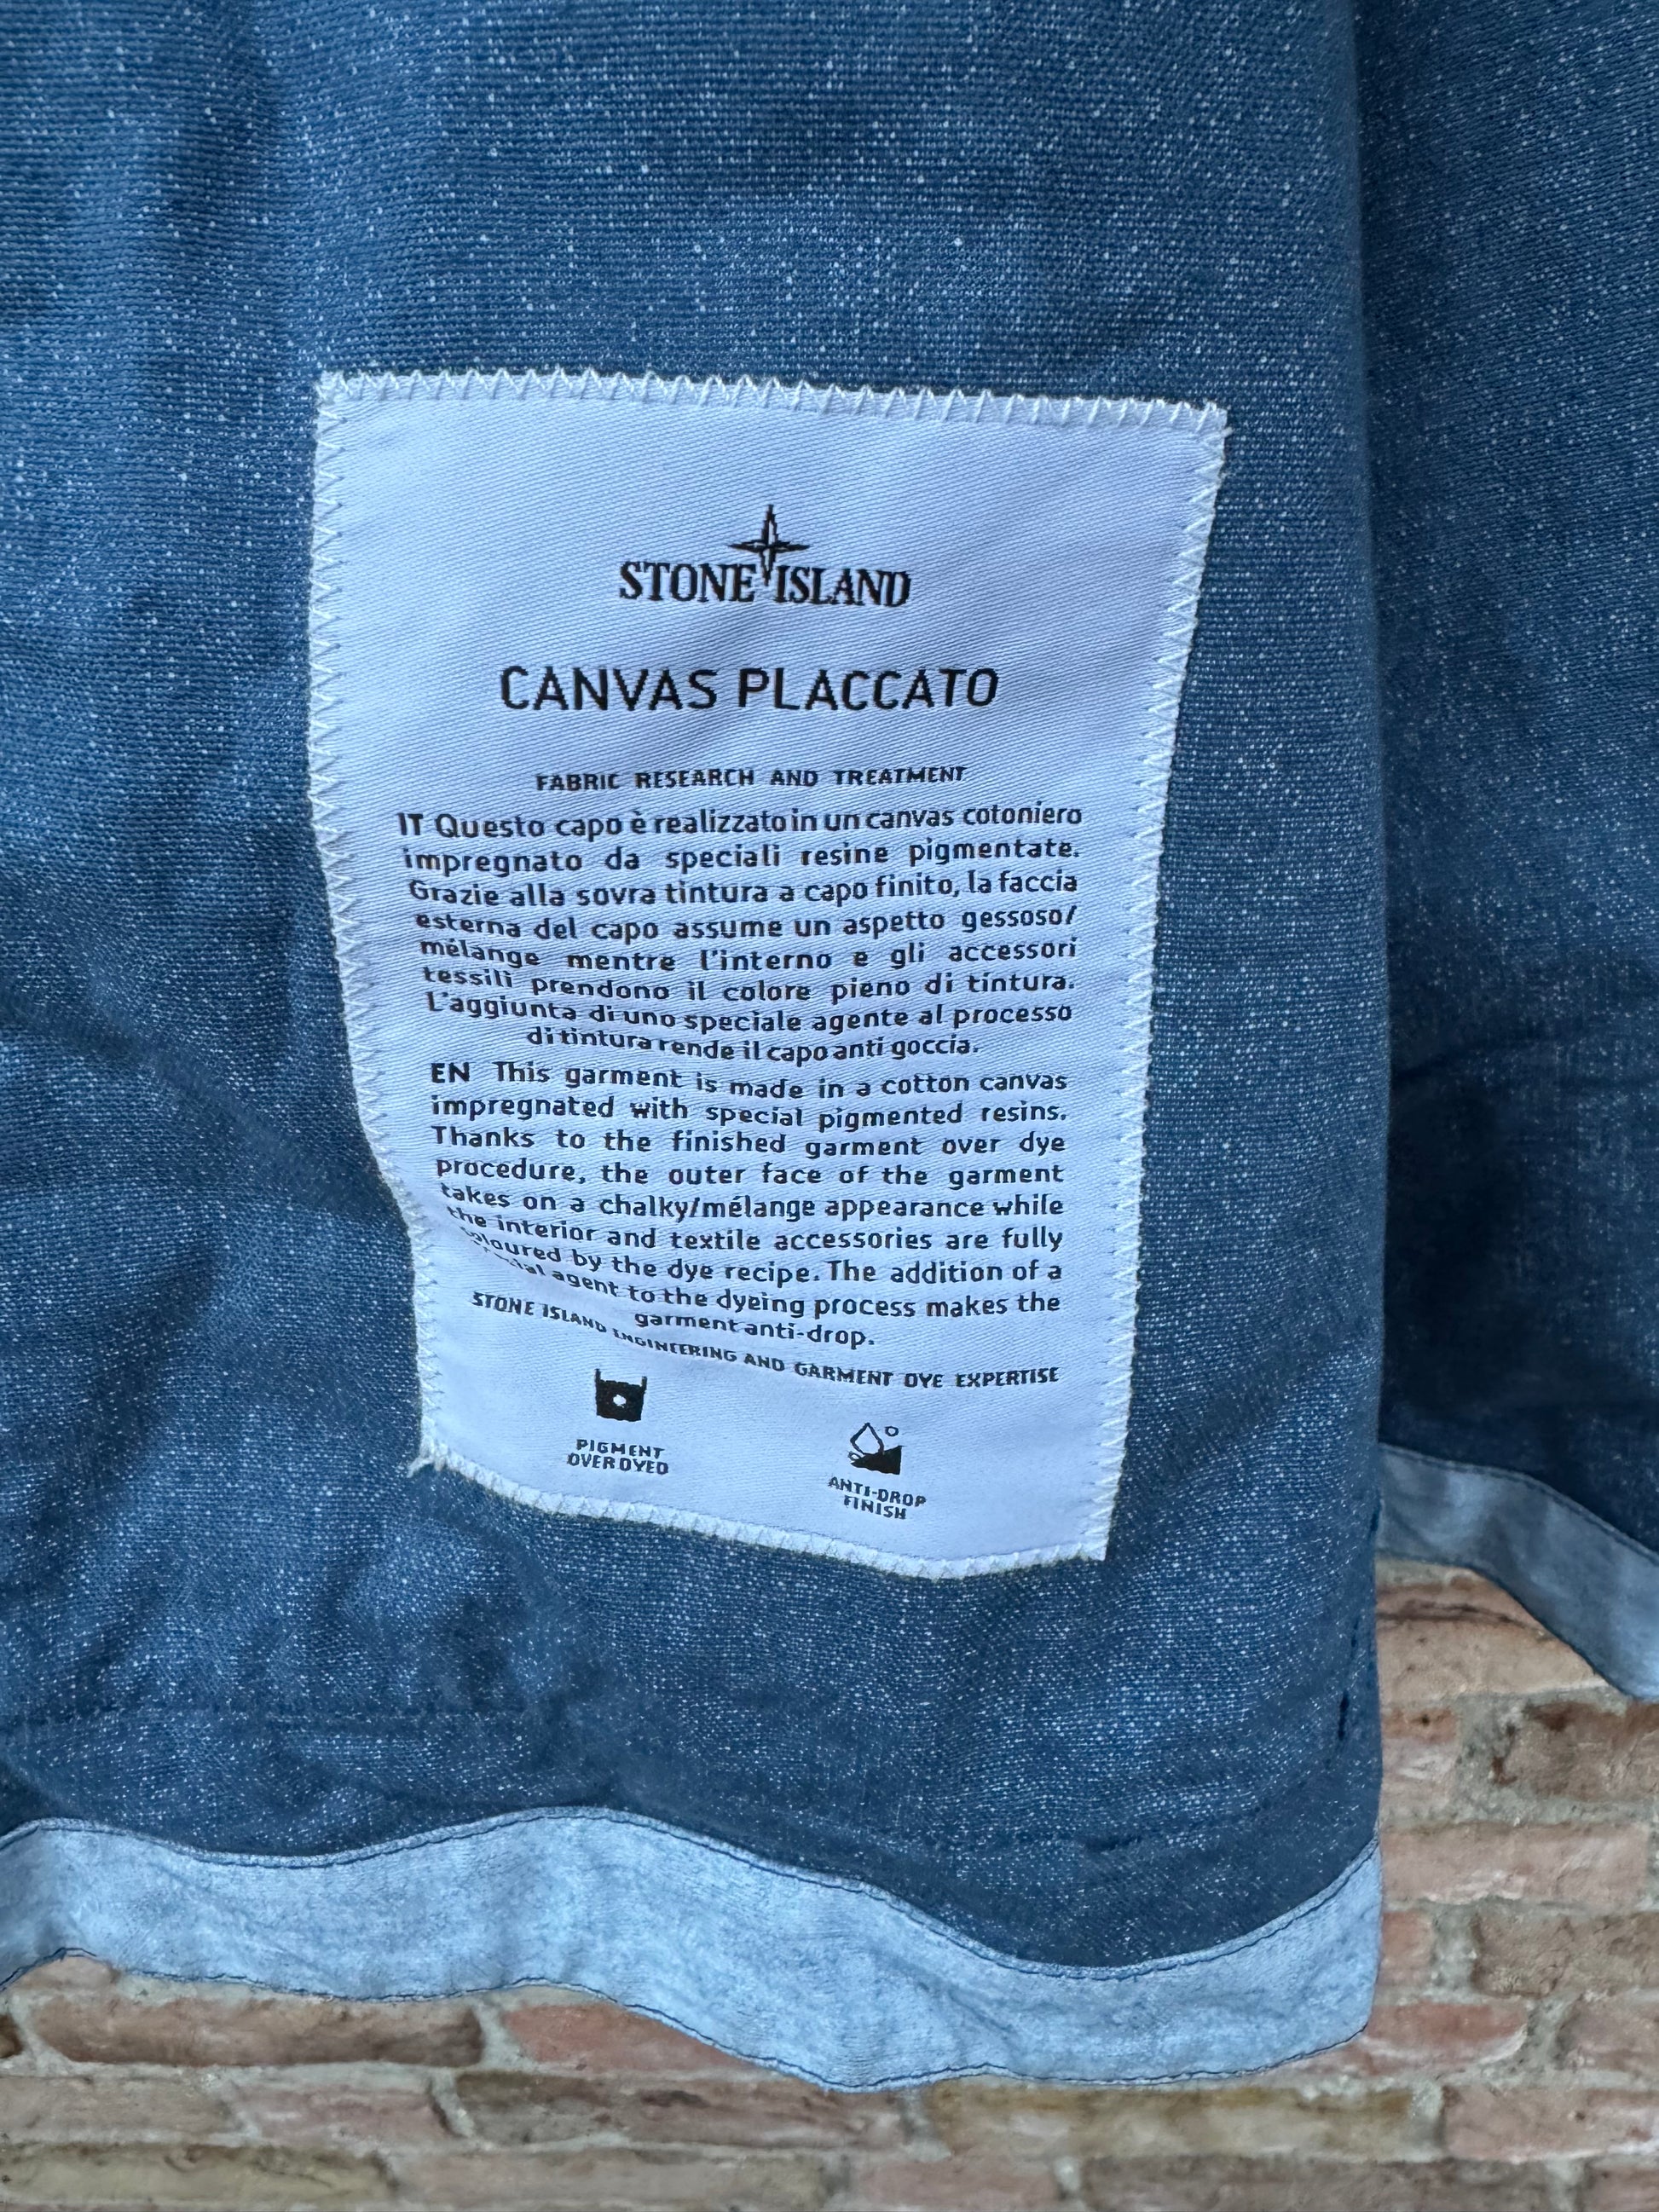 STONE ISLAND
CANVAS PLACCATO
FABRIC RESEARCH AND TREATMENT
IT Questo capo è realizzato in un canvas cotoniero
impregnato da speciali resine pigmentate.
Grazie alla sovra tintura a capo finito, la faccia
esterna del capo assume un aspetto gessoso/
mélange mentre l'interno e gli accessori
tessili prendono il colore pieno di tintura.
L'aggiunta di uno speciale agente al processo
di tintura rende il capo anti goccia.
EN This garment is made in a cotton canvas
impregnated with special pigmented resins.
Thanks to the finished garment over dye
procedure, the outer face of the garment
takes on a chalky/mélange appearance while
the interior and textile accessories are fully
coloured by the dye recipe. The addition of a
agent to the dyeing process makes the
garment anti-drop.
STONE ISLAND ENGINEERING AND GARMENT DYE EXPERTISE
PIGMENT
OVERDYED
ANTI-DROP
FINISH